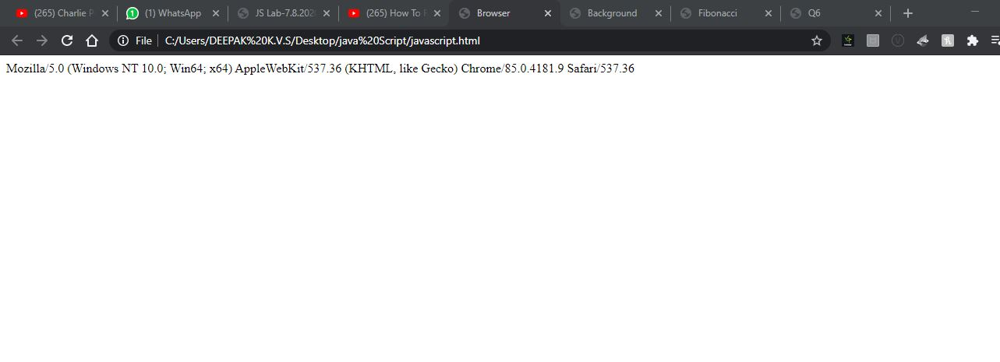 (265) Charlie P
1
(1) WhatsApp
JS Lab-7.8.202
(265) How To F
Browser
Background
Fibonacci
Q6
File
C:/Users/DEEPAK%20K.V.S/Desktop/java%20Script/javascript.html
Mozilla/5.0 (Windows NT 10.0; Win64; x64) AppleWebKit/537.36 (KHTML, like Gecko) Chrome/85.0.4181.9 Safari/537.36